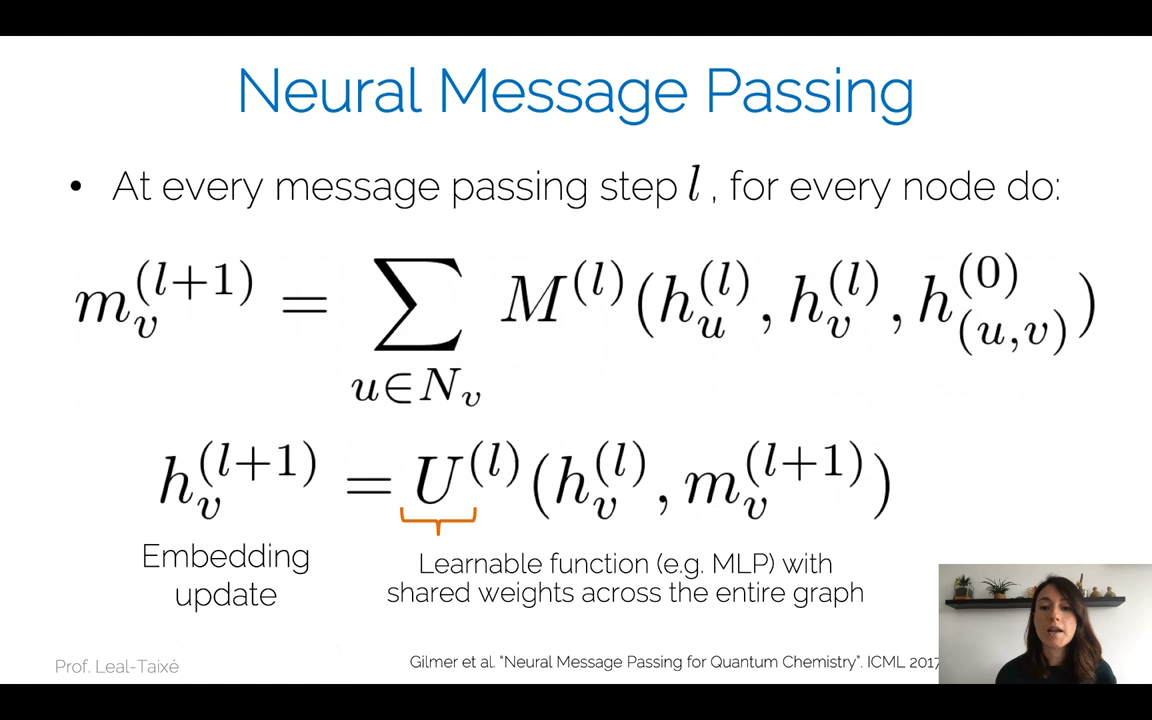 Neural Message Passing
• At every message passing step l , for every node do:
m_v^{(l+1)} = \sum_{u \in N_v} M^{(l)}(h_u^{(l)}, h_v^{(l)}, h_{(u,v)}^{(0)})
h_v^{(l+1)} = U^{(l)}(h_v^{(l)}, m_v^{(l+1)})
Embedding
update
Learnable function (e.g. MLP) with
shared weights across the entire graph
Prof. Leal-Taixé
Gilmer et al. "Neural Message Passing for Quantum Chemistry". ICML 2017